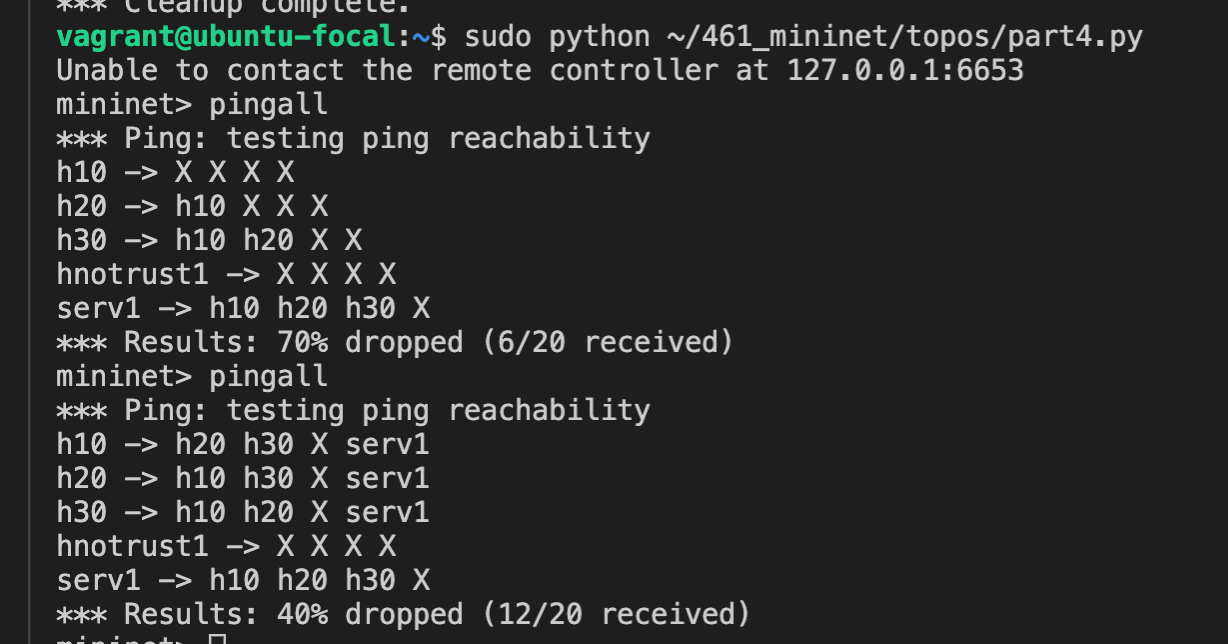 *** Cleanup complete.
vagrant@ubuntu-focal:~$ sudo python ~/461_mininet/topos/part4.py
Unable to contact the remote controller at 127.0.0.1:6653
mininet> pingall
*** Ping: testing ping reachability
h10 -> X X X X
h20 -> h10 X X X
h30 -> h10 h20 X X
hnotrust1 -> X X X X
serv1 -> h10 h20 h30 X
*** Results: 70% dropped (6/20 received)
mininet> pingall
*** Ping: testing ping reachability
h10 -> h20 h30 X serv1
h20 -> h10 h30 X serv1
h30 -> h10 h20 X serv1
hnotrust1 -> X X X X
serv1 -> h10 h20 h30 X
*** Results: 40% dropped (12/20 received)
mininet>